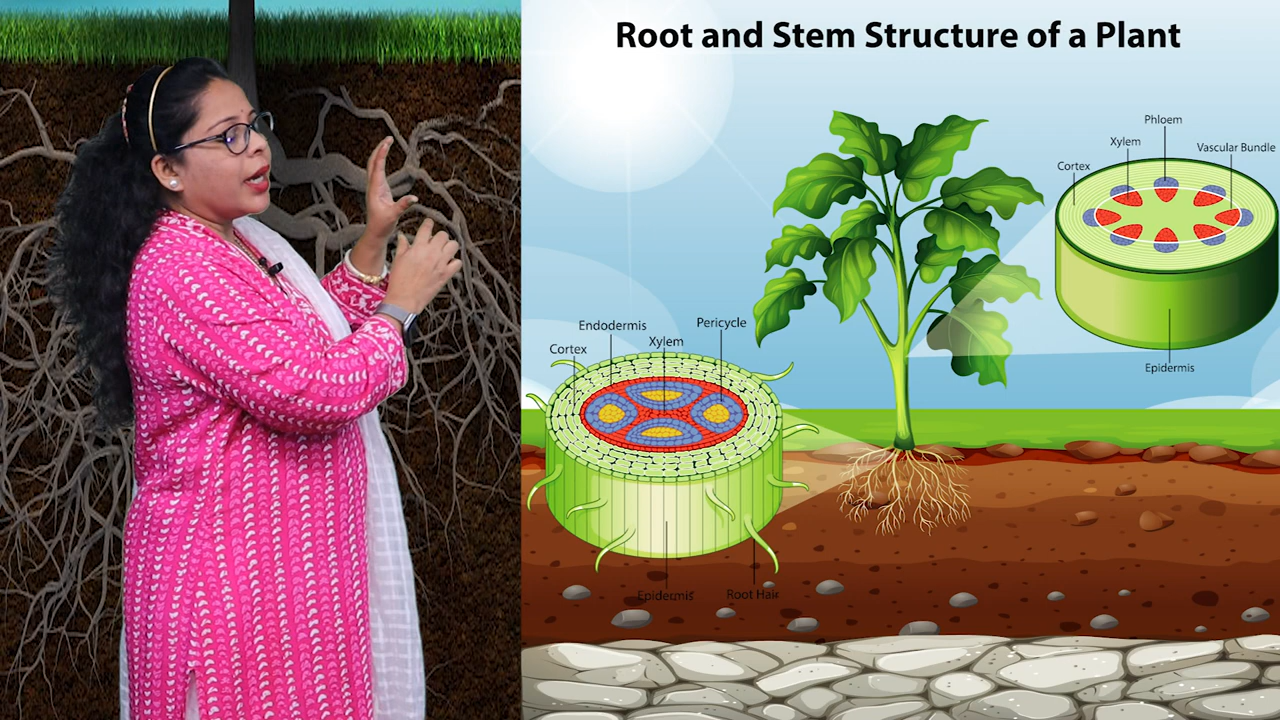 Root and Stem Structure of a Plant
Phloem
Xylem
Vascular Bundle
Cortex
Epidermis
Endodermis
Pericycle
Xylem
Cortex
Epidermis
Root Hair